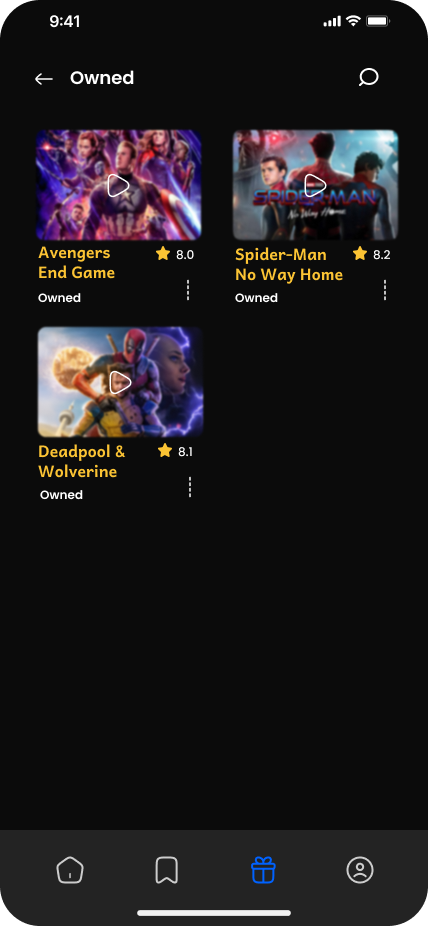 9:41
Owned
SPIDER-MAN
No Way Home
Avengers
End Game
8.0
Owned
Spider-Man
No Way Home
8.2
Owned
Deadpool &
Wolverine
8.1
Owned